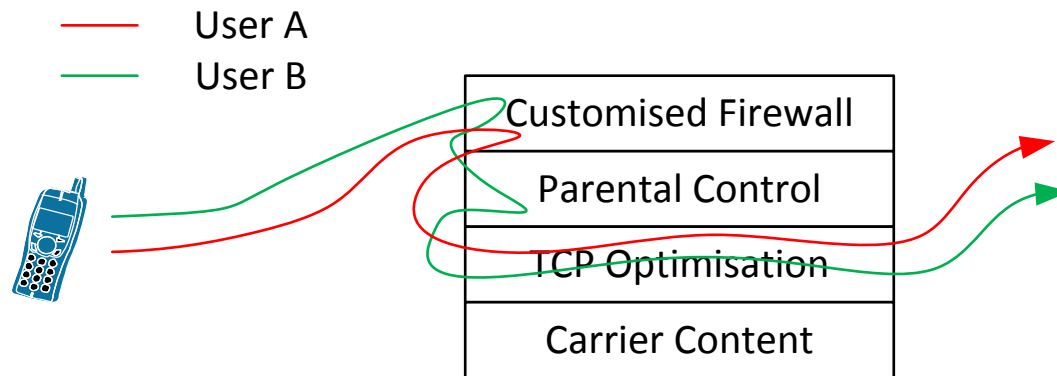 User A
User B
Customised Firewall
Parental Control
TCP Optimisation
Carrier Content